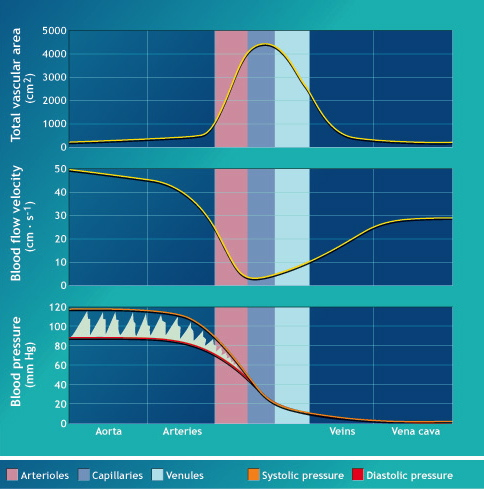 Total vascular area
(cm2)
5000
4000
3000
2000
1000
0
Blood flow velocity
(cm · s-1)
50
40
30
20
10
0
Blood pressure
(mm Hg)
120
100
80
60
40
20
0
Aorta Arteries Veins Vena cava
Arterioles Capillaries Venules Systolic pressure Diastolic pressure